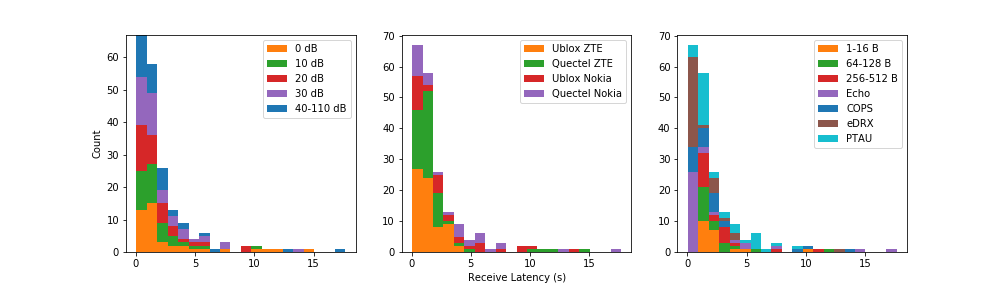 Count
60
50
40
30
20
10
0
0 5 10 15
0 dB
10 dB
20 dB
30 dB
40-110 dB
70
60
50
40
30
20
10
0
0 5 10 15
Receive Latency (s)
Ublox ZTE
Quectel ZTE
Ublox Nokia
Quectel Nokia
70
60
50
40
30
20
10
0
0 5 10 15
1-16 B
64-128 B
256-512 B
Echo
COPS
eDRX
PTAU